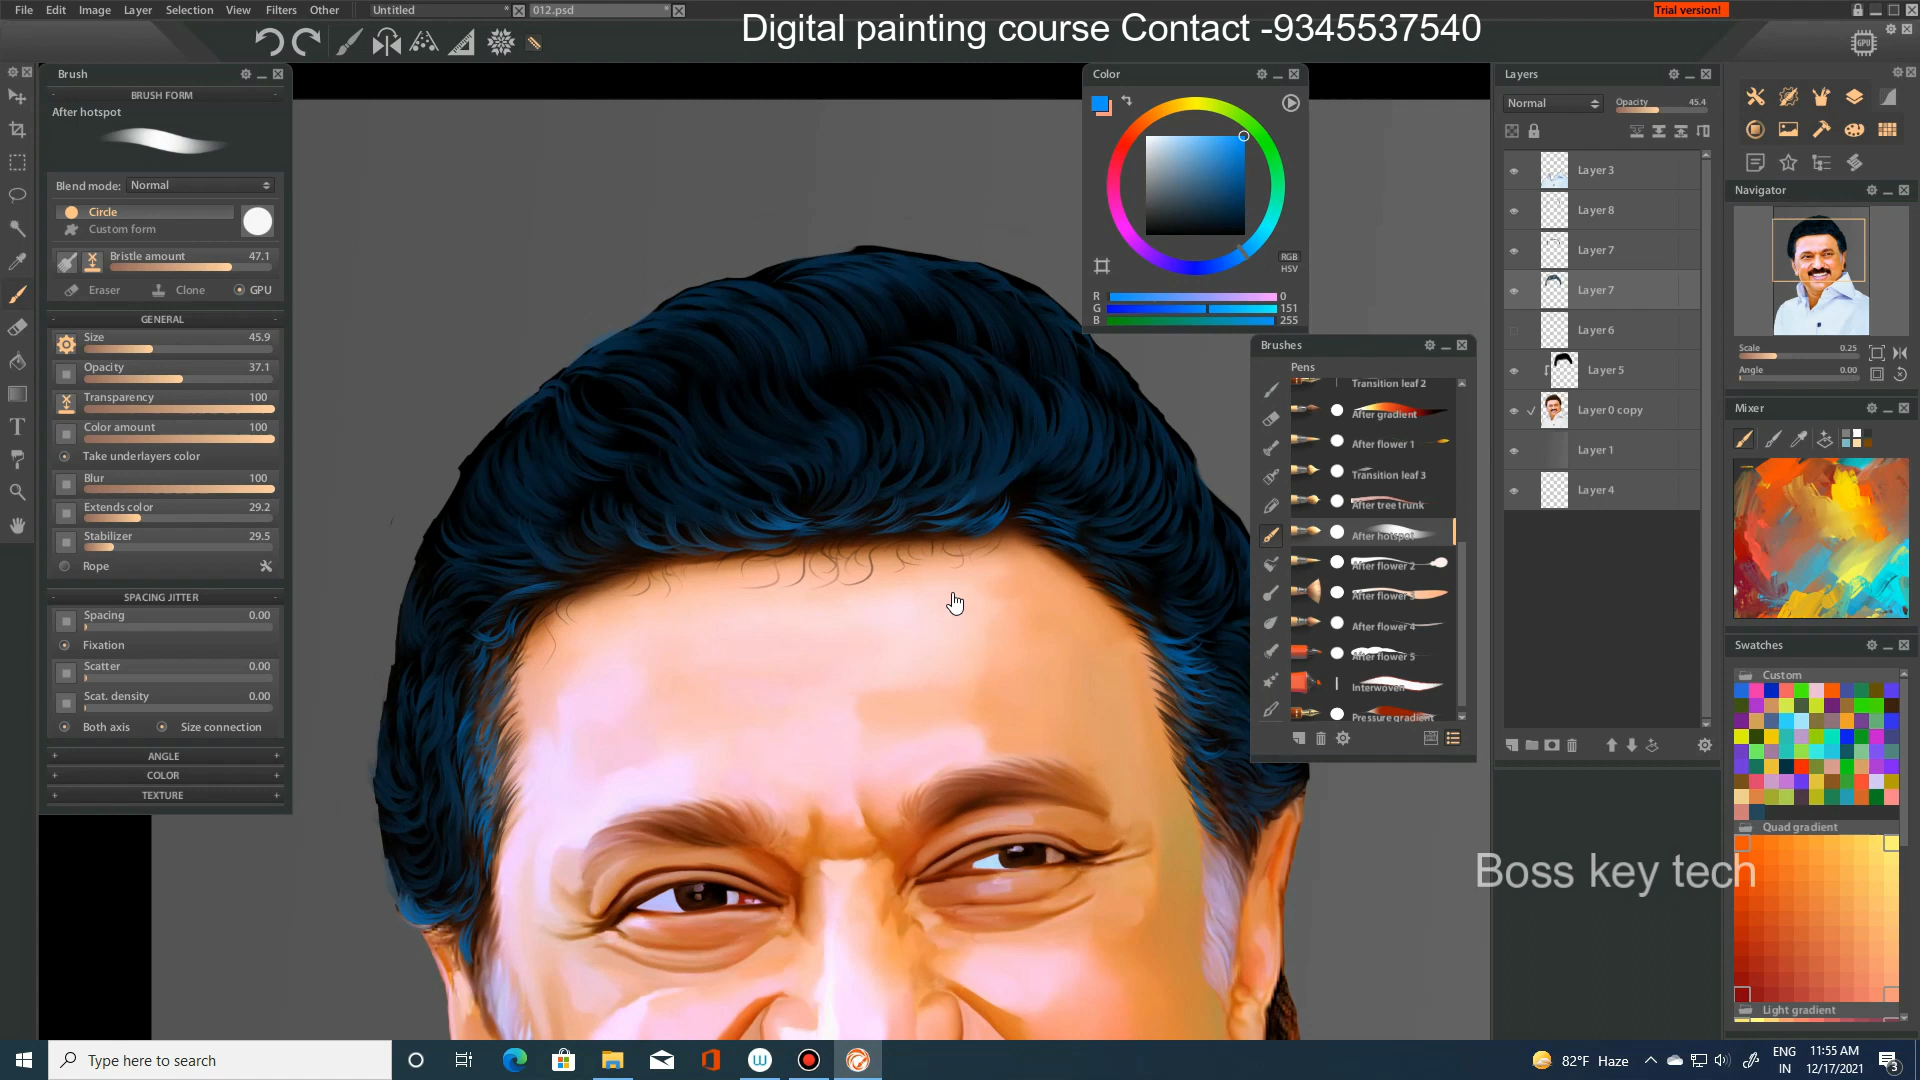 File Edit Image Layer Selection View Filters Other
Untitled *
012.psd *
Trial version!
Digital painting course Contact -9345537540
GPU
Brush
BRUSH FORM
After hotspot
Blend mode: Normal
Circle
Custom form
Bristle amount 47.1
Eraser Clone GPU
GENERAL
Size 45.9
Opacity 37.1
Transparency 100
Color amount 100
Take underlayers color
Blur 100
Extends color 29.2
Stabilizer 29.5
Rope
SPACING JITTER
Spacing 0.00
Fixation
Scatter 0.00
Scat. density 0.00
Both axis Size connection
ANGLE
COLOR
TEXTURE
Color
RGB
HSV
R 0
G 151
B 255
Brushes
Pens
Transition leaf 2
After gradient
After flower 1
Transition leaf 3
After tree trunk
After hotspot
After flower 2
After flower 3
After flower 4
After flower 5
Interwoven
Pressure gradient
Layers
Normal Opacity 45.4
Layer 3
Layer 8
Layer 7
Layer 7
Layer 6
Layer 5
Layer 0 copy
Layer 1
Layer 4
Navigator
Scale 0.25
Angle 0.00
Mixer
Swatches
Custom
Quad gradient
Light gradient
Boss key tech
Type here to search
82°F Haze
ENG
IN
11:55 AM
12/17/2021
3